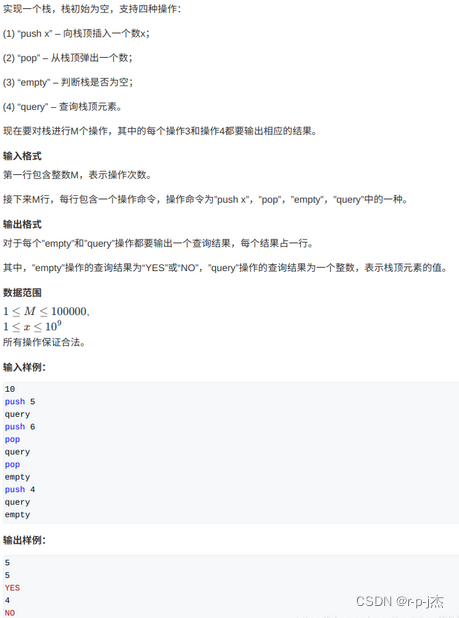 实现一个栈，栈初始为空，支持四种操作：
(1) “push x” – 向栈顶插入一个数x；
(2) “pop” – 从栈顶弹出一个数；
(3) “empty” – 判断栈是否为空；
(4) “query” – 查询栈顶元素。
现在要对栈进行M个操作，其中的每个操作3和操作4都要输出相应的结果。
输入格式
第一行包含整数M，表示操作次数。
接下来M行，每行包含一个操作命令，操作命令为”push x”，”pop”，”empty”，”query”中的一种。
输出格式
对于每个”empty”和”query”操作都要输出一个查询结果，每个结果占一行。
其中，”empty”操作的查询结果为“YES”或“NO”，”query”操作的查询结果为一个整数，表示栈顶元素的值。
数据范围
1 ≤ M ≤ 100000,
1 ≤ x ≤ 10⁹
所有操作保证合法。
输入样例：
10
push 5
query
push 6
pop
query
pop
empty
push 4
query
empty
输出样例：
5
5
YES
4
NO
CSDN @r-p-j杰